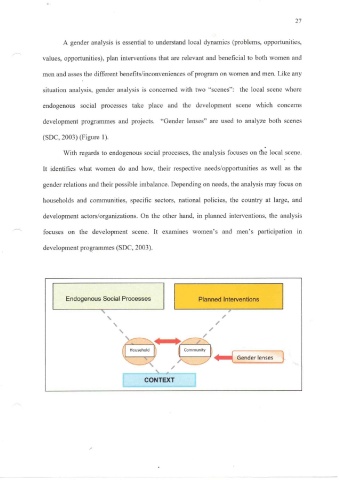 27
A gender analysis is essential to understand local dynamics (problems, opportunities,
values, opportunities), plan interventions that are relevant and beneficial to both women and
men and asses the different benefits/inconveniences of program on women and men. Like any
situation analysis, gender analysis is concerned with two "scenes": the local scene where
endogenous social processes take place and the development scene which concerns
development programmes and projects. "Gender lenses" are used to analyze both scenes
(SDC, 2003) (Figure 1).
With regards to endogenous social processes, the analysis focuses on the local scene.
It identifies what women do and how, their respective needs/opportunities as well as the
gender relations and their possible imbalance. Depending on needs, the analysis may focus on
households and communities, specific sectors, national policies, the country at large, and
development actors/organizations. On the other hand, in planned interventions, the analysis
focuses on the development scene. It examines women's and men's participation in
development programmes (SDC, 2003).
Endogenous Social Processes
Planned Interventions
Household
Community
Gender lenses
CONTEXT